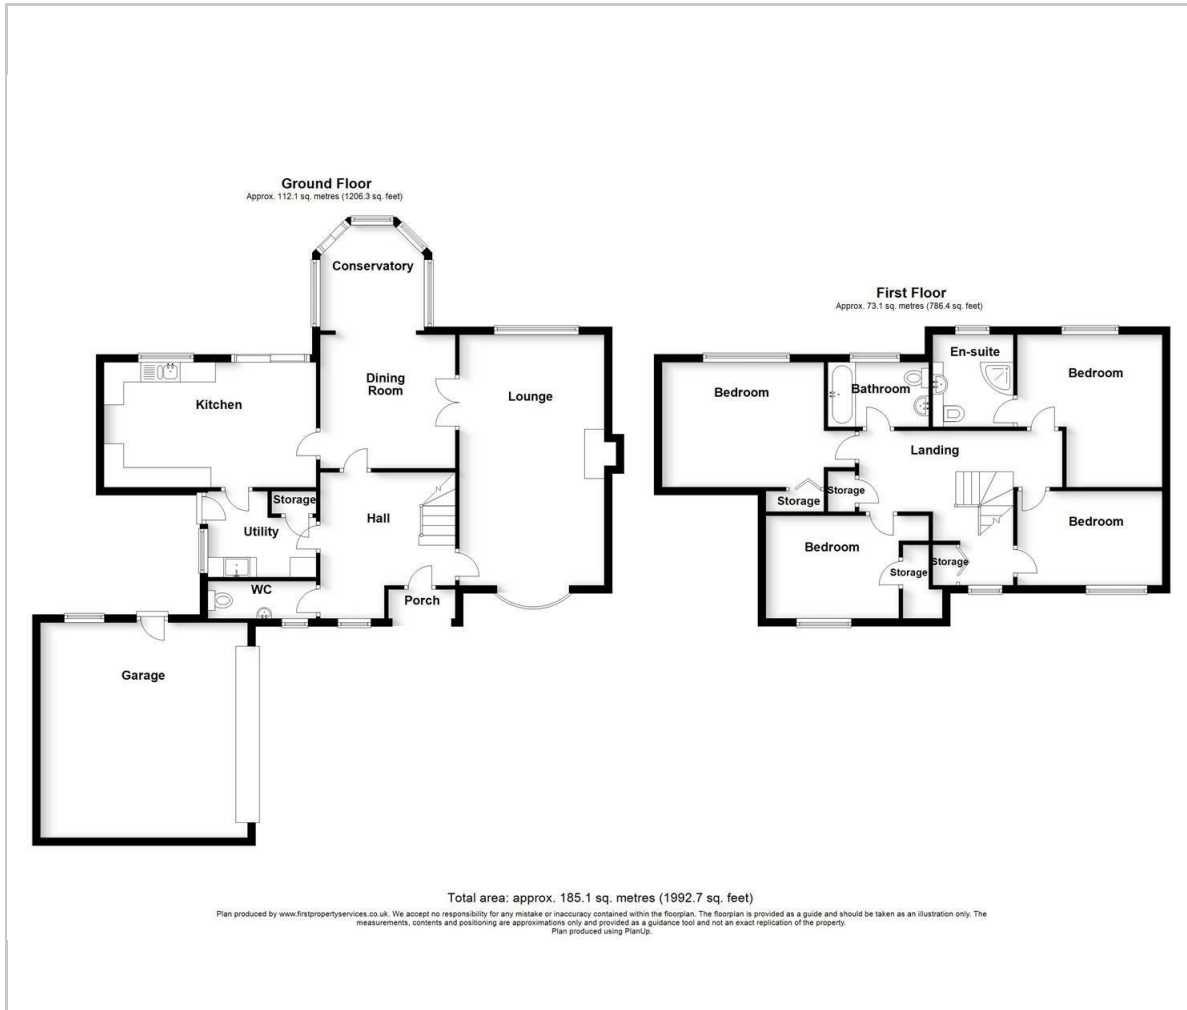 Ground Floor
Approx. 112.1 sq. metres (1206.3 sq. feet)
Conservatory
Dining
Room
Lounge
Kitchen
Storage
Utility
Hall
WC
Porch
Garage
First Floor
Approx. 73.1 sq. metres (786.4 sq. feet)
En-suite
Bedroom
Bedroom
Bathroom
Landing
Storage
Storage
Bedroom
Bedroom
Storage
Storage
Total area: approx. 185.1 sq. metres (1992.7 sq. feet)
Plan produced by www.firstpropertyservices.co.uk. We accept no responsibility for any mistake or inaccuracy contained within the floorplan. The floorplan is provided as a guide and should be taken as an illustration only. The
measurements, contents and positioning are approximations only and provided as a guidance tool and not an exact replication of the property.
Plan produced using PlanUp.